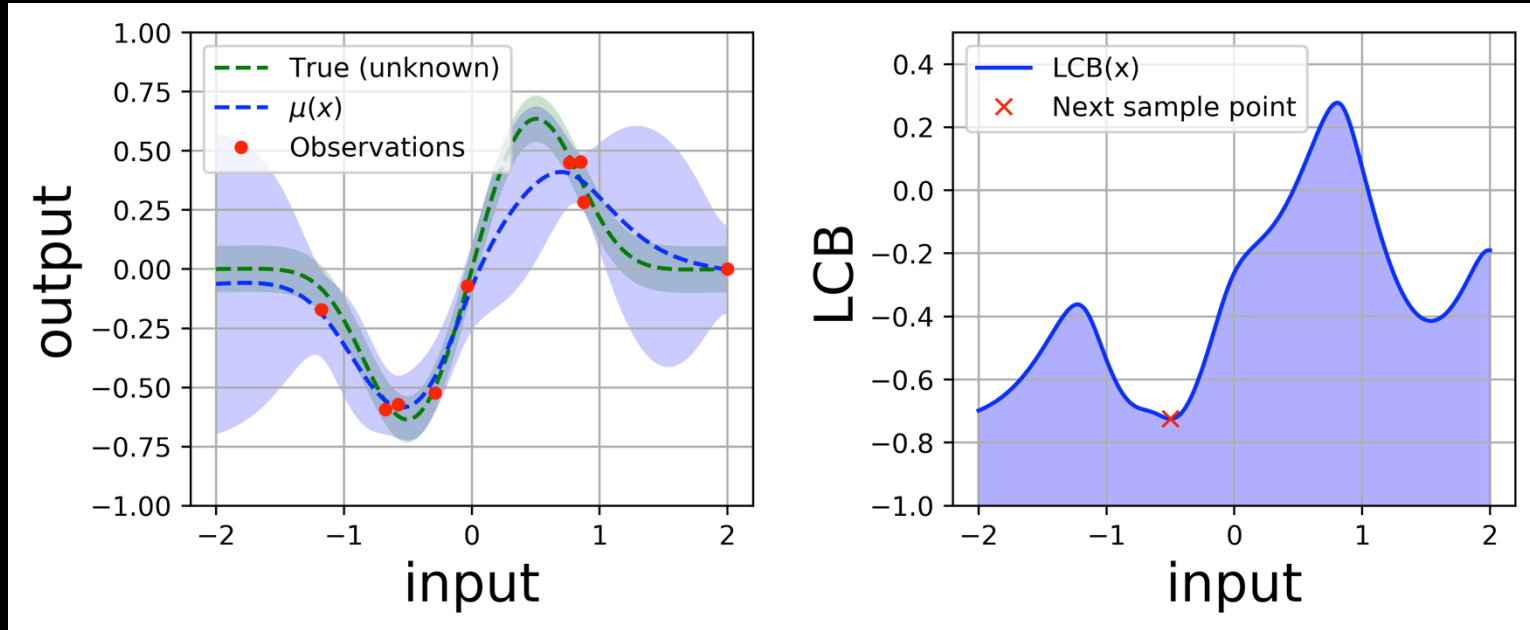 1.00
0.75
0.50
0.25
0.00
−0.25
−0.50
−0.75
−1.00
output
True (unknown)
μ(x)
Observations
−2 −1 0 1 2
input
0.4
0.2
0.0
−0.2
−0.4
−0.6
−0.8
−1.0
LCB
LCB(x)
Next sample point
−2 −1 0 1 2
input